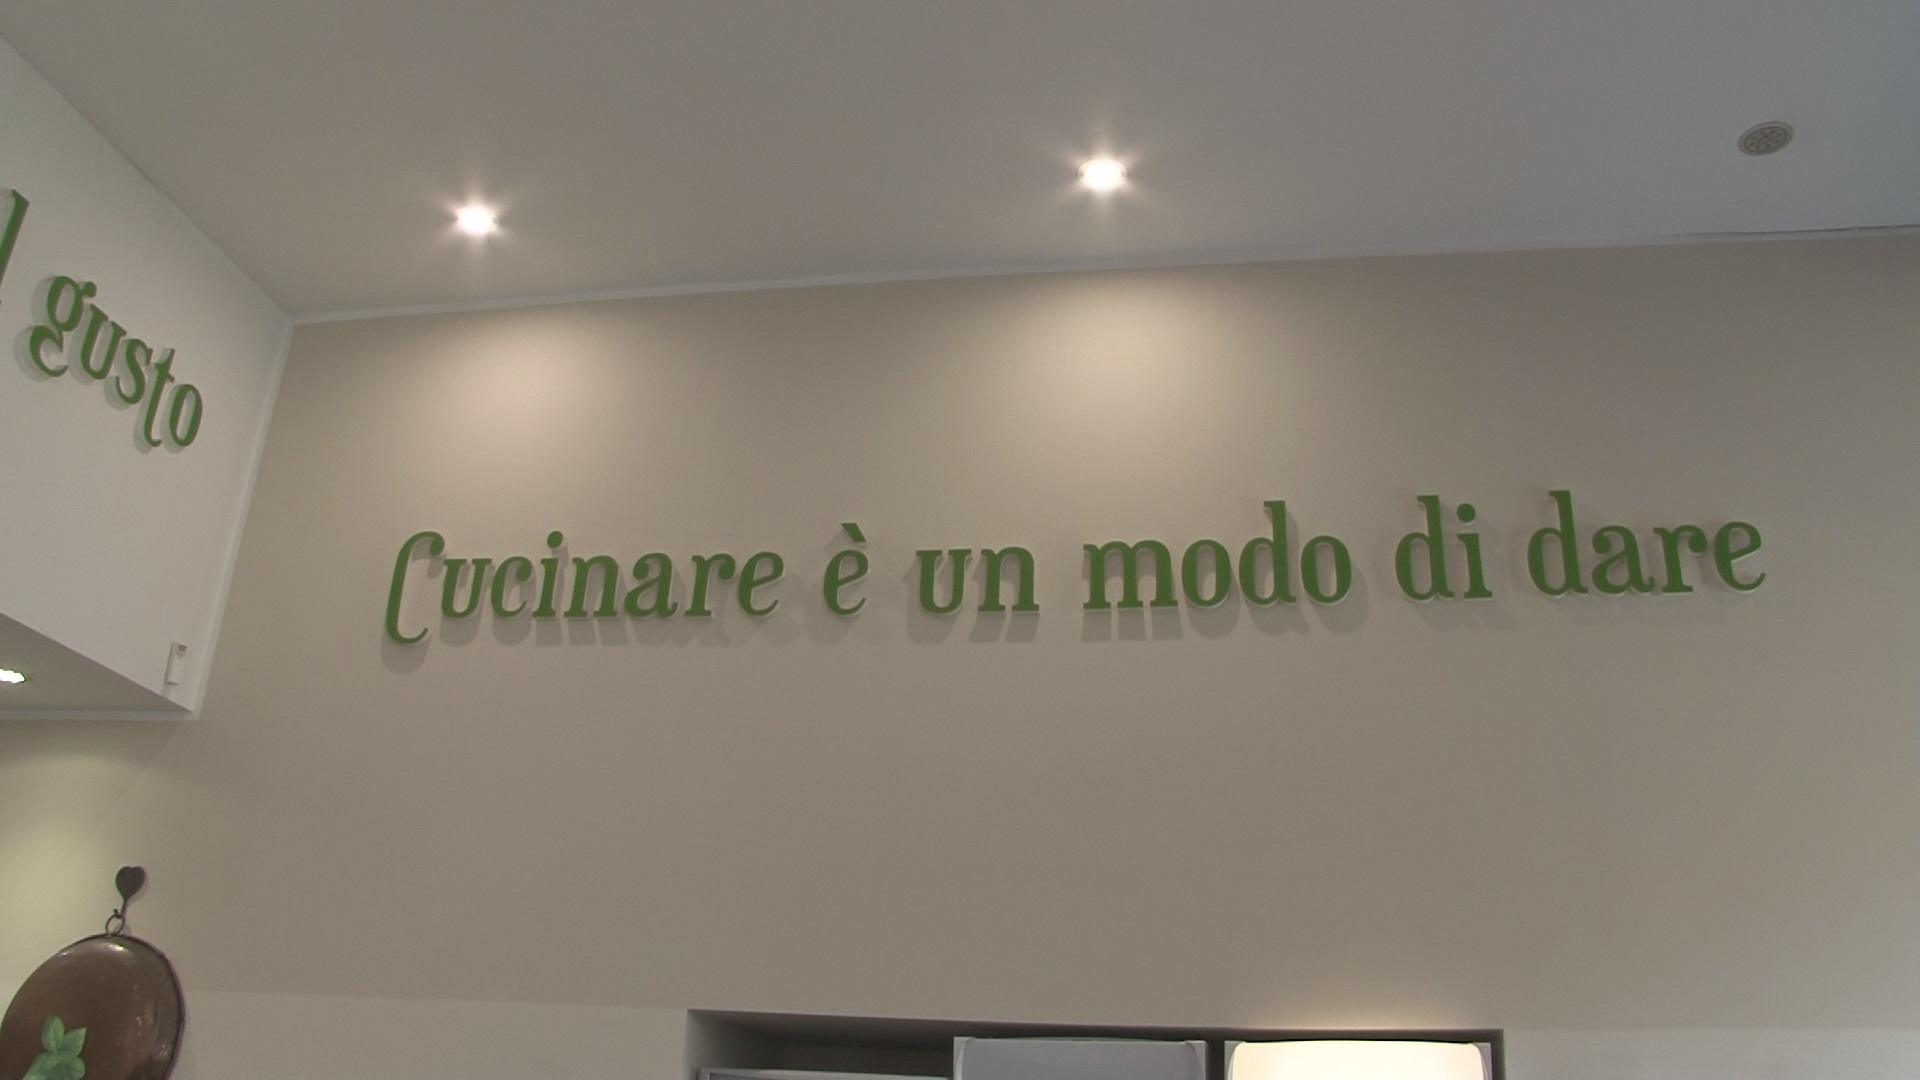 gusto
Cucinare è un modo di dare